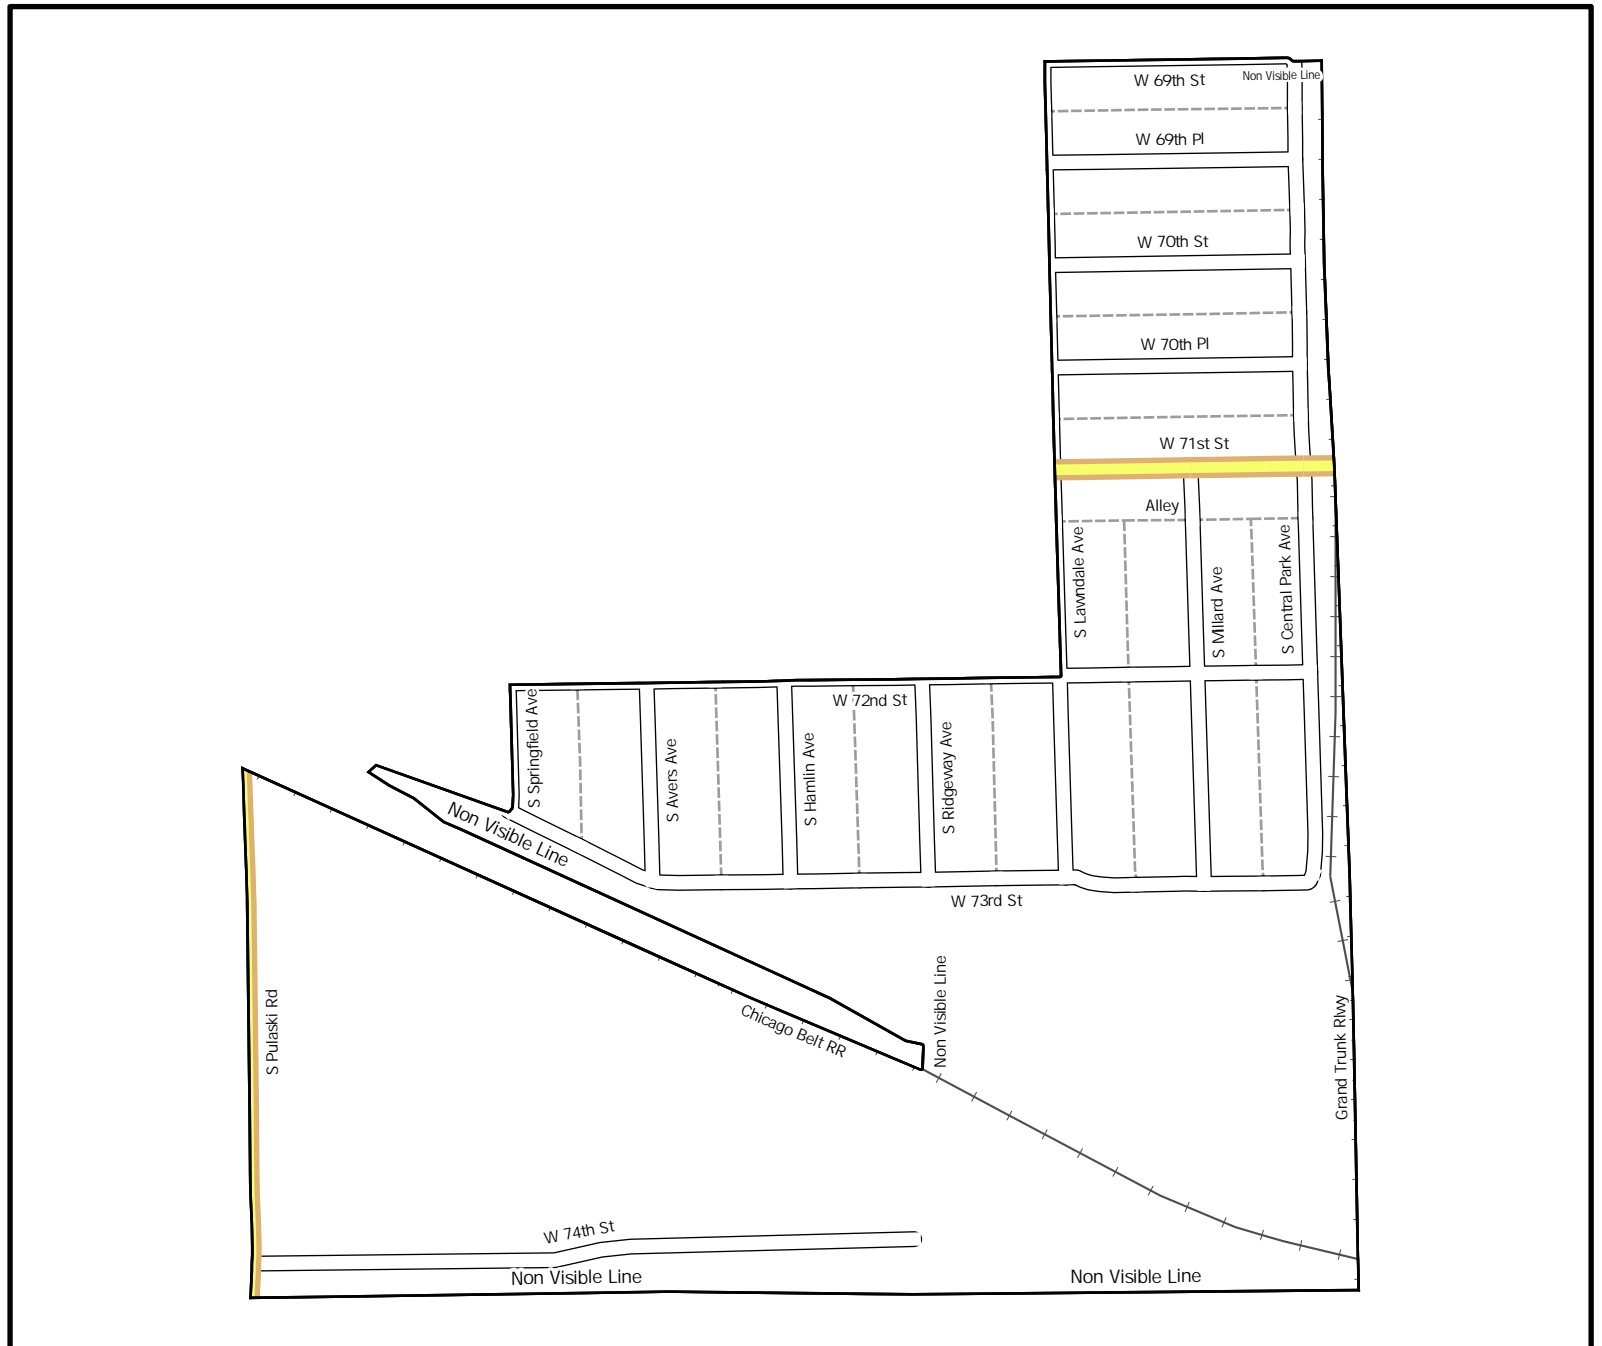 W 69th St
Non Visible Line
W 69th Pl
W 70th St
W 70th Pl
W 71st St
Alley
S Lawndale Ave
S Millard Ave
S Central Park Ave
W 72nd St
S Springfield Ave
S Avers Ave
S Hamlin Ave
S Ridgeway Ave
Non Visible Line
W 73rd St
S Pulaski Rd
Chicago Belt RR
Non Visible Line
Grand Trunk Rlwy
W 74th St
Non Visible Line
Non Visible Line